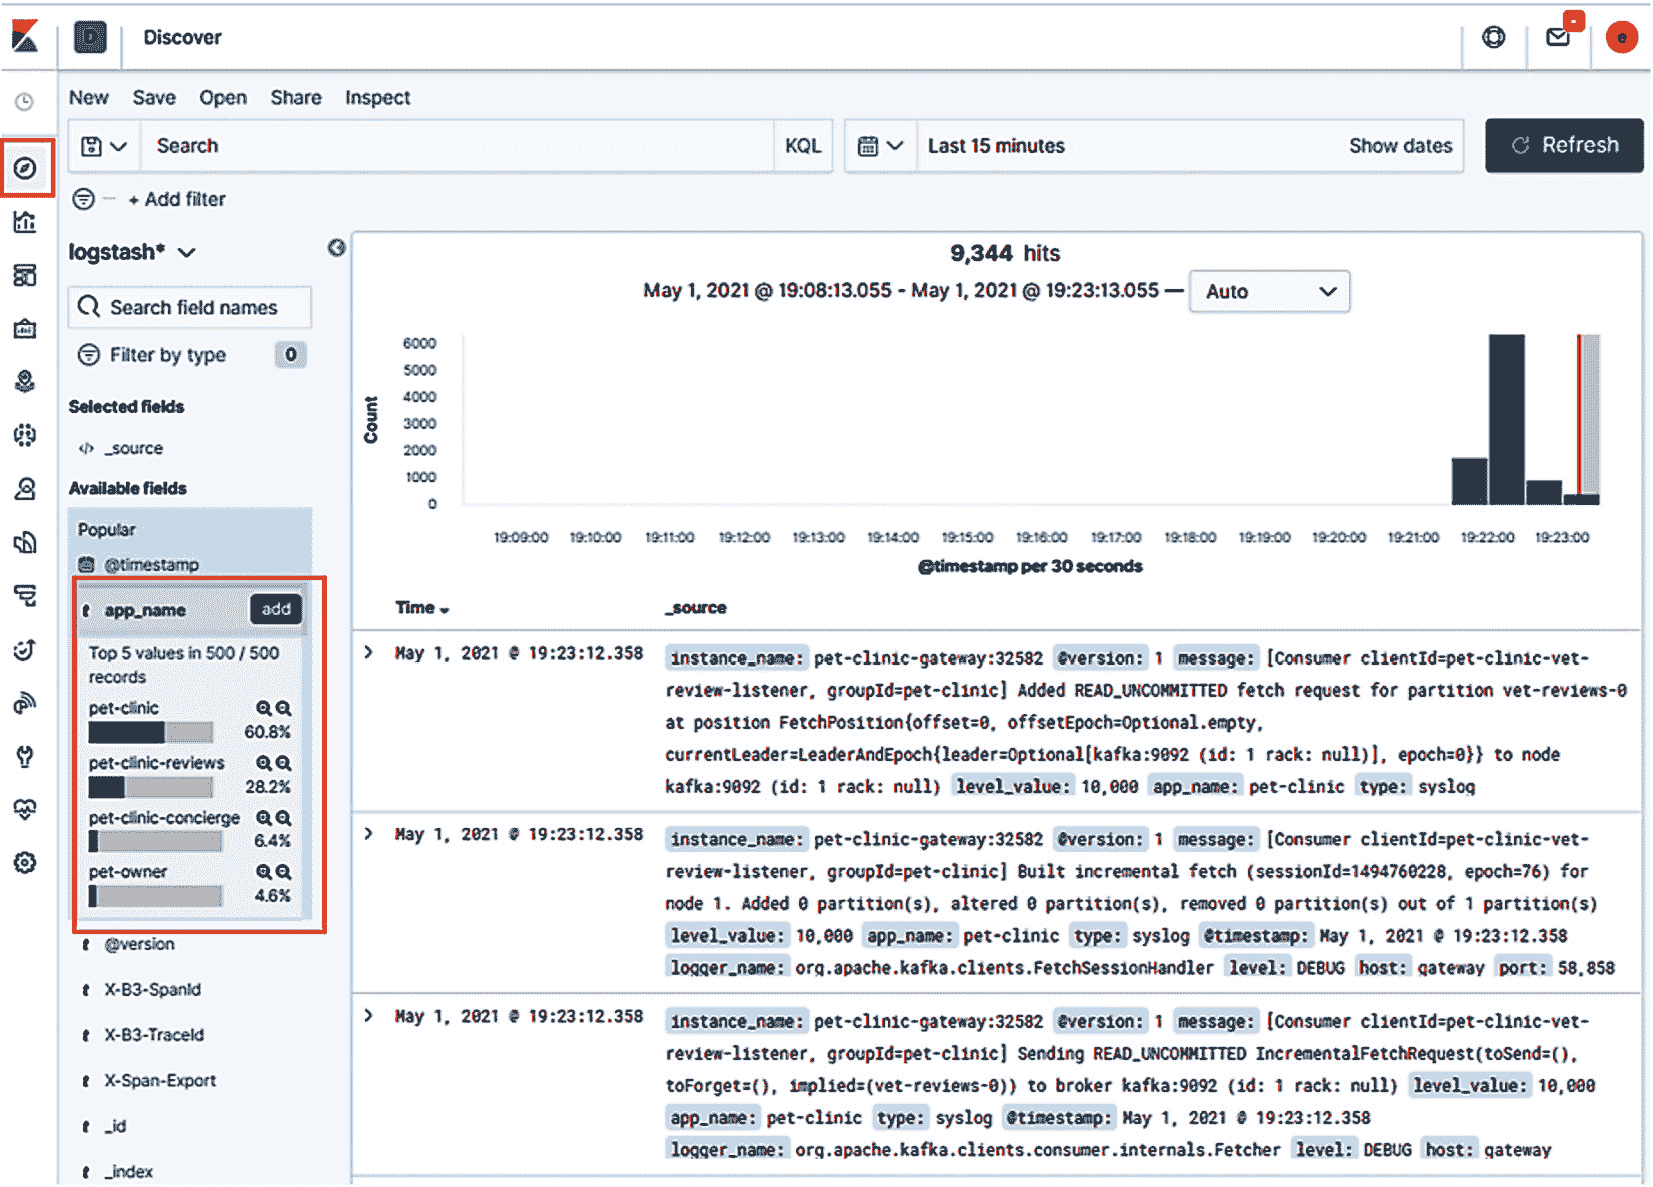 D Discover e
New Save Open Share Inspect
Search KQL Last 15 minutes Show dates Refresh
+ Add filter
logstash*
Search field names
Filter by type 0
Selected fields
</> _source
Available fields
Popular
@timestamp
t app_name add
Top 5 values in 500 / 500
records
pet-clinic
60.8%
pet-clinic-reviews
28.2%
pet-clinic-concierge
6.4%
pet-owner
4.6%
t @version
t X-B3-SpanId
t X-B3-TraceId
t X-Span-Export
t _id
t _index
9,344 hits
May 1, 2021 @ 19:08:13.055 - May 1, 2021 @ 19:23:13.055 — Auto
Count
6000
5000
4000
3000
2000
1000
0
19:09:00 19:10:00 19:11:00 19:12:00 19:13:00 19:14:00 19:15:00 19:16:00 19:17:00 19:18:00 19:19:00 19:20:00 19:21:00 19:22:00 19:23:00
@timestamp per 30 seconds
Time _source
May 1, 2021 @ 19:23:12.358 instance_name: pet-clinic-gateway:32582 @version: 1 message: [Consumer clientId=pet-clinic-vet-
review-listener, groupId=pet-clinic] Added READ_UNCOMMITTED fetch request for partition vet-reviews-0
at position FetchPosition{offset=0, offsetEpoch=Optional.empty,
currentLeader=LeaderAndEpoch{leader=Optional[kafka:9092 (id: 1 rack: null)], epoch=0}} to node
kafka:9092 (id: 1 rack: null) level_value: 10,000 app_name: pet-clinic type: syslog
May 1, 2021 @ 19:23:12.358 instance_name: pet-clinic-gateway:32582 @version: 1 message: [Consumer clientId=pet-clinic-vet-
review-listener, groupId=pet-clinic] Built incremental fetch (sessionId=1494760228, epoch=76) for
node 1. Added 0 partition(s), altered 0 partition(s), removed 0 partition(s) out of 1 partition(s)
level_value: 10,000 app_name: pet-clinic type: syslog @timestamp: May 1, 2021 @ 19:23:12.358
logger_name: org.apache.kafka.clients.FetchSessionHandler level: DEBUG host: gateway port: 58,858
May 1, 2021 @ 19:23:12.358 instance_name: pet-clinic-gateway:32582 @version: 1 message: [Consumer clientId=pet-clinic-vet-
review-listener, groupId=pet-clinic] Sending READ_UNCOMMITTED IncrementalFetchRequest(toSend=(),
toForget=(), implied=(vet-reviews-0)) to broker kafka:9092 (id: 1 rack: null) level_value: 10,000
app_name: pet-clinic type: syslog @timestamp: May 1, 2021 @ 19:23:12.358
logger_name: org.apache.kafka.clients.consumer.internals.Fetcher level: DEBUG host: gateway